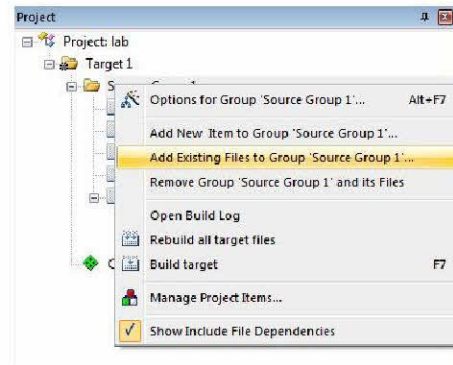 Project
Project: lab
Target 1
Options for Group 'Source Group 1'... Alt+F7
Add New Item to Group 'Source Group 1'...
Add Existing Files to Group 'Source Group 1'...
Remove Group 'Source Group 1' and its Files
Open Build Log
Rebuild all target files
Build target F7
Manage Project Items...
Show Include File Dependencies